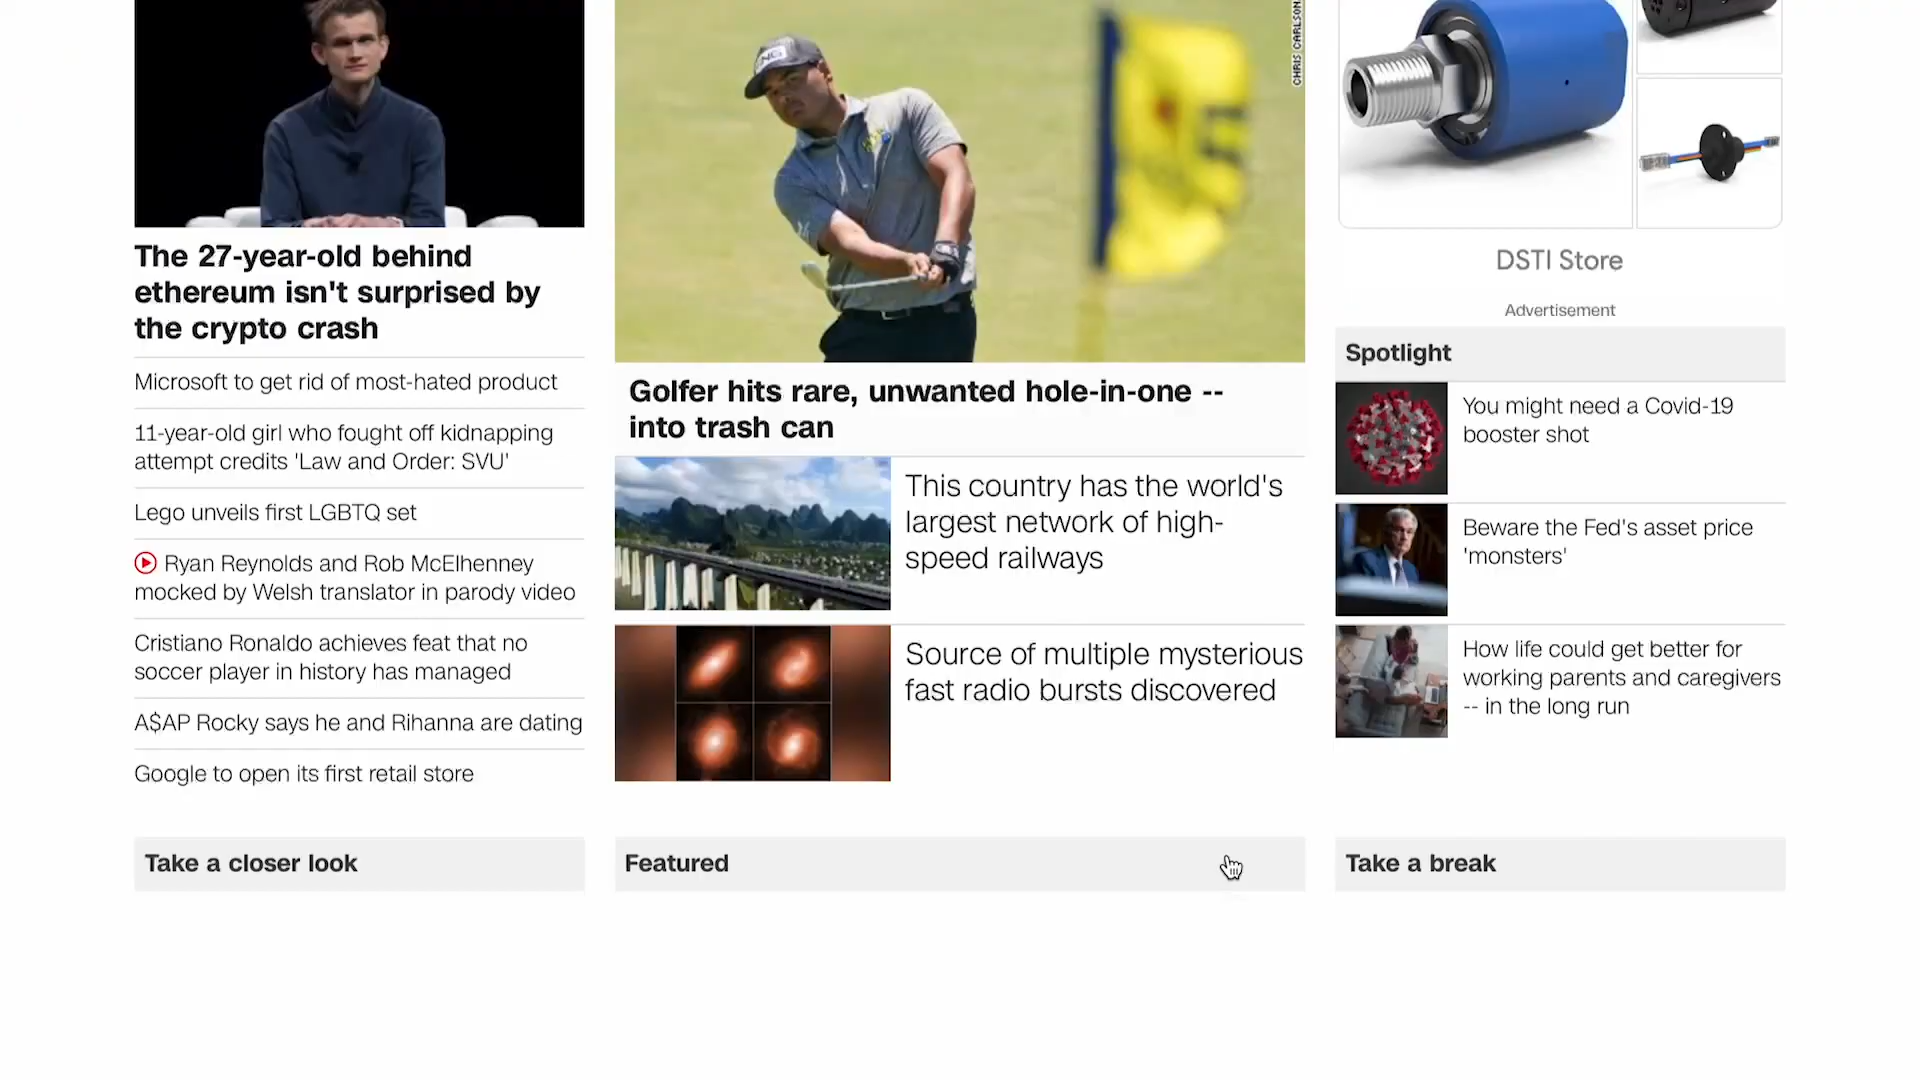 The 27-year-old behind
ethereum isn't surprised by
the crypto crash
Microsoft to get rid of most-hated product
11-year-old girl who fought off kidnapping
attempt credits 'Law and Order: SVU'
Lego unveils first LGBTQ set
Ryan Reynolds and Rob McElhenney
mocked by Welsh translator in parody video
Cristiano Ronaldo achieves feat that no
soccer player in history has managed
A$AP Rocky says he and Rihanna are dating
Google to open its first retail store
Take a closer look
PING
CHRIS CARLSON
Golfer hits rare, unwanted hole-in-one --
into trash can
This country has the world's
largest network of high-
speed railways
Source of multiple mysterious
fast radio bursts discovered
Featured
DSTI Store
Advertisement
Spotlight
You might need a Covid-19
booster shot
Beware the Fed's asset price
'monsters'
How life could get better for
working parents and caregivers
-- in the long run
Take a break